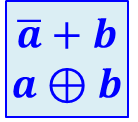 a̅ + b
a ⊕ b